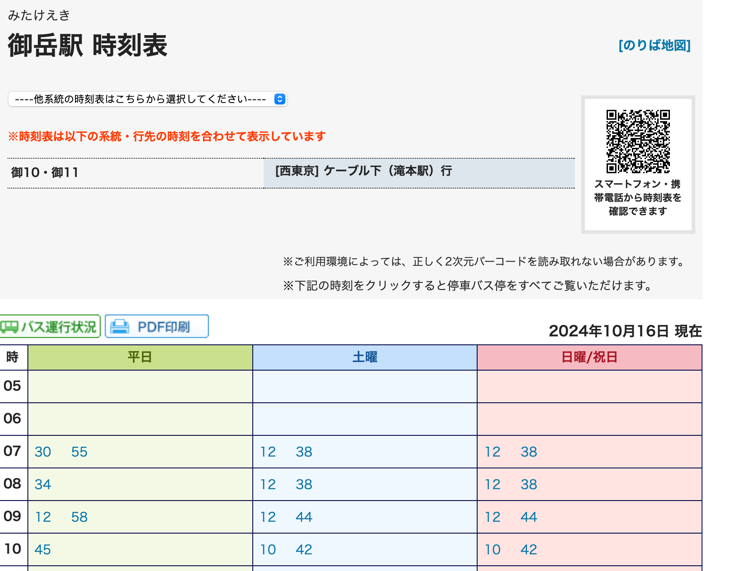 みたけえき
御岳駅 時刻表
[のりば地図]
----他系統の時刻表はこちらから選択してください----
※時刻表は以下の系統・行先の時刻を合わせて表示しています
御10・御11 [西東京] ケーブル下（滝本駅）行
スマートフォン・携
帯電話から時刻表を
確認できます
※ご利用環境によっては、正しく2次元バーコードを読み取れない場合があります。
※下記の時刻をクリックすると停車バス停をすべてご覧いただけます。
バス運行状況 PDF印刷
2024年10月16日 現在
時 平日 土曜 日曜/祝日
05
06
07 30 55 12 38 12 38
08 34 12 38 12 38
09 12 58 12 44 12 44
10 45 10 42 10 42